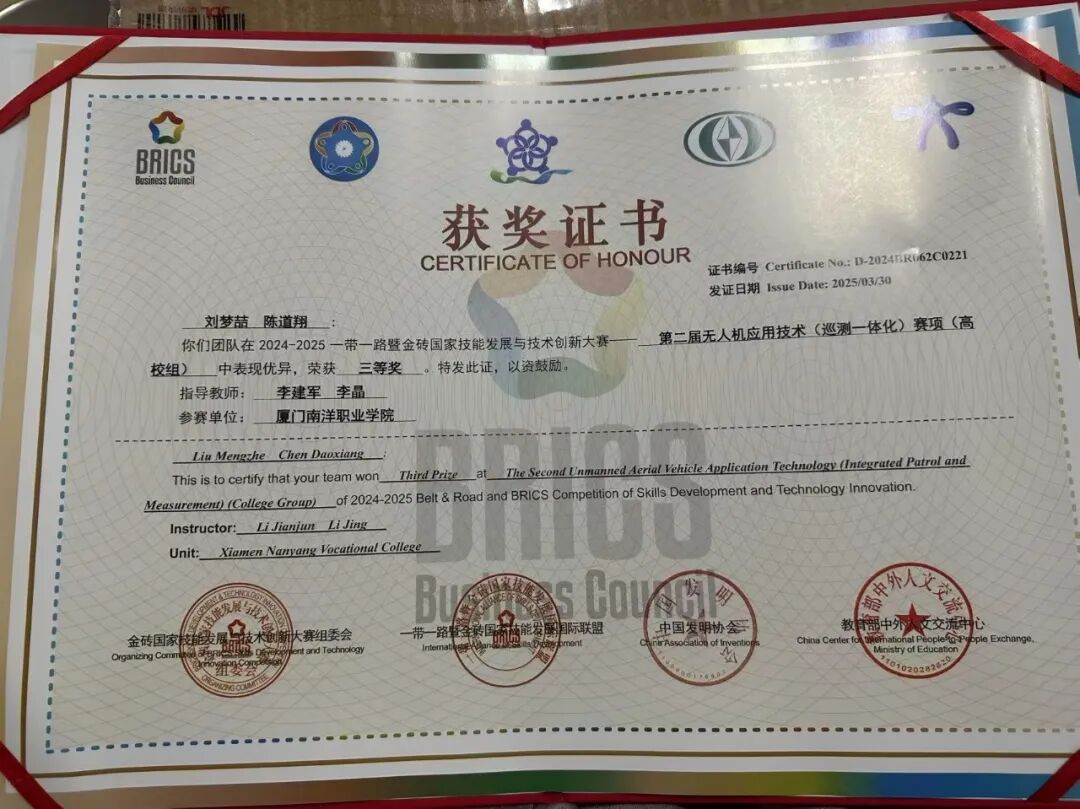 JDL
BRICS
Business Council
获奖证书
CERTIFICATE OF HONOUR
证书编号 Certificate No.: D-2024BR062C0221
发证日期 Issue Date: 2025/03/30
刘梦喆 陈道翔 :
你们团队在 2024-2025 一带一路暨金砖国家技能发展与技术创新大赛—— 第二届无人机应用技术（巡测一体化）赛项（高
校组） 中表现优异，荣获 三等奖 。特发此证，以资鼓励。
指导教师： 李建军 李晶
参赛单位： 厦门南洋职业学院
Liu Mengzhe Chen Daoxiang :
This is to certify that your team won Third Prize at The Second Unmanned Aerial Vehicle Application Technology (Integrated Patrol and
Measurement) (College Group) of 2024-2025 Belt & Road and BRICS Competition of Skills Development and Technology Innovation.
Instructor: Li Jianjun Li Jing
Unit: Xiamen Nanyang Vocational College
BRICS
Business Council
金砖国家技能发展与技术创新大赛组委会
Organizing Committee of BRICS Skills Development and Technology
Innovation Competition
组委会
ORGANIZING COMMITTEE
一带一路暨金砖国家技能发展国际联盟
International Alliance of Skills Development
中国发明协会
China Association of Inventions
教育部中外人文交流中心
China Center for International People-to-People Exchange,
Ministry of Education